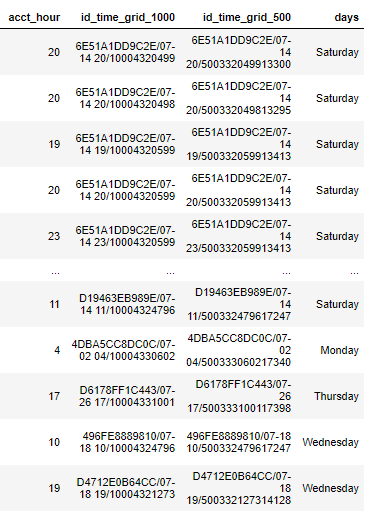 acct_hour id_time_grid_1000 id_time_grid_500 days
20 6E51A1DD9C2E/07-14 20/10004320499 6E51A1DD9C2E/07-14 20/500332049913300 Saturday
20 6E51A1DD9C2E/07-14 20/10004320498 6E51A1DD9C2E/07-14 20/500332049813295 Saturday
19 6E51A1DD9C2E/07-14 19/10004320599 6E51A1DD9C2E/07-14 19/500332059913413 Saturday
20 6E51A1DD9C2E/07-14 20/10004320599 6E51A1DD9C2E/07-14 20/500332059913413 Saturday
23 6E51A1DD9C2E/07-14 23/10004320599 6E51A1DD9C2E/07-14 23/500332059913413 Saturday
... ... ... ...
11 D19463EB989E/07-14 11/10004324796 D19463EB989E/07-14 11/500332479617247 Saturday
4 4DBA5CC8DC0C/07-02 04/10004330602 4DBA5CC8DC0C/07-02 04/500333060217340 Monday
17 D6178FF1C443/07-26 17/10004331001 D6178FF1C443/07-26 17/500333100117398 Thursday
10 496FE8889810/07-18 10/10004324796 496FE8889810/07-18 10/500332479617247 Wednesday
19 D4712E0B64CC/07-18 19/10004321273 D4712E0B64CC/07-18 19/500332127314128 Wednesday